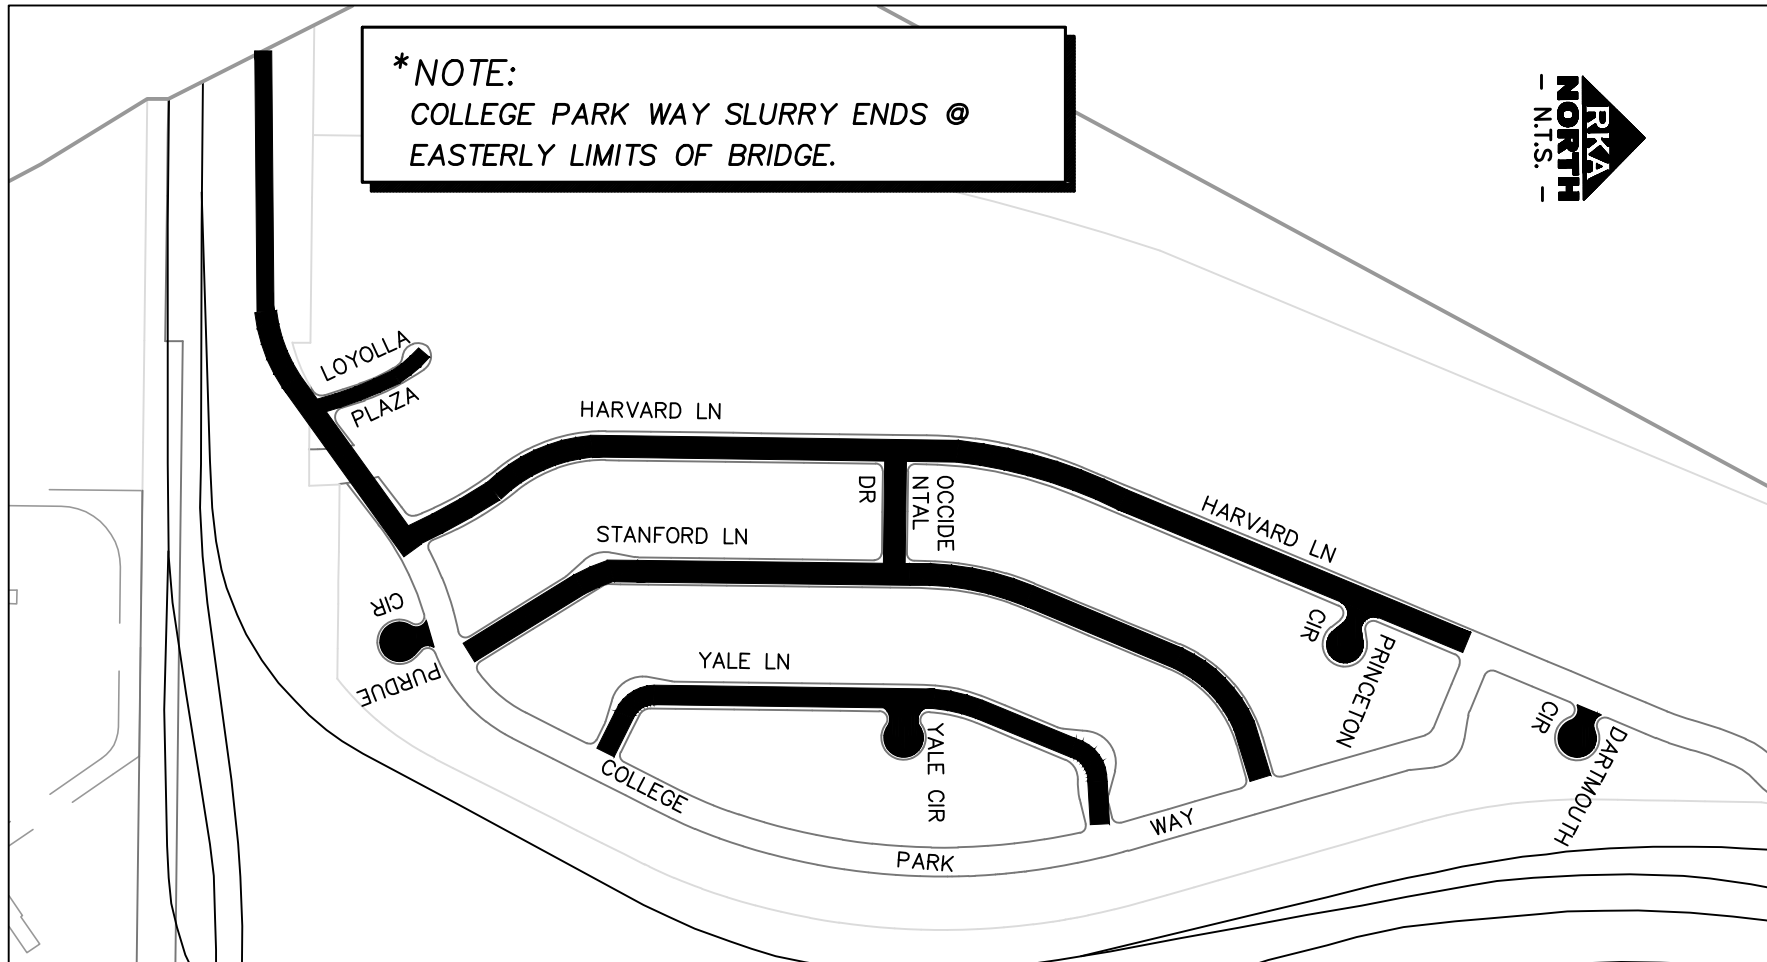 *NOTE:
COLLEGE PARK WAY SLURRY ENDS @
EASTERLY LIMITS OF BRIDGE.
RKA
NORTH
- N.T.S. -
LOYOLLA
PLAZA
HARVARD LN
DR
OCCIDE
NTAL
HARVARD LN
STANFORD LN
CIR
PURDUE
YALE LN
YALE CIR
CIR
PRINCETON
CIR
DARTMOUTH
COLLEGE
PARK
WAY